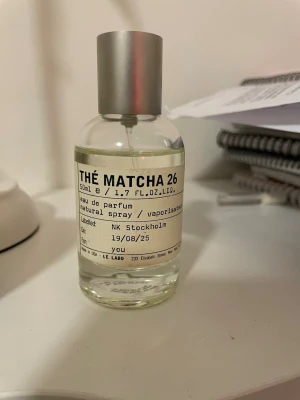 THÉ MATCHA 26
50ml e / 1.7 FL.OZ.LIQ.
eau de parfum
natural spray / vaporisateur
NK Stockholm
19/08/25
you
LE LABO